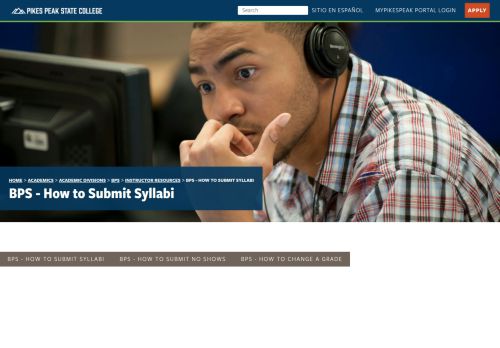 PIKES PEAK STATE COLLEGE
Search
SITIO EN ESPAÑOL
MYPIKESPEAK PORTAL LOGIN
APPLY
HOME > ACADEMICS > ACADEMIC DIVISIONS > BPS > INSTRUCTOR RESOURCES > BPS - HOW TO SUBMIT SYLLABI
BPS - How to Submit Syllabi
BPS - HOW TO SUBMIT SYLLABI
BPS - HOW TO SUBMIT NO SHOWS
BPS - HOW TO CHANGE A GRADE